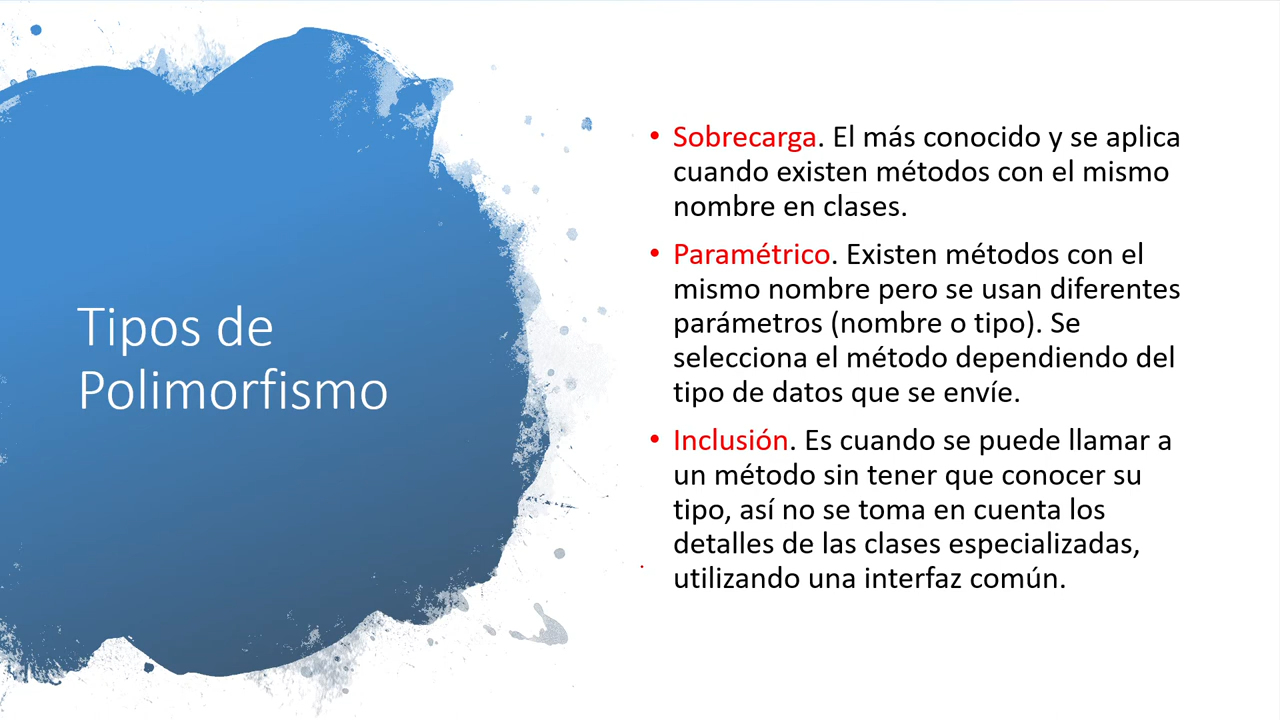 Tipos de
Polimorfismo
• Sobrecarga. El más conocido y se aplica
cuando existen métodos con el mismo
nombre en clases.
• Paramétrico. Existen métodos con el
mismo nombre pero se usan diferentes
parámetros (nombre o tipo). Se
selecciona el método dependiendo del
tipo de datos que se envíe.
• Inclusión. Es cuando se puede llamar a
un método sin tener que conocer su
tipo, así no se toma en cuenta los
detalles de las clases especializadas,
utilizando una interfaz común.